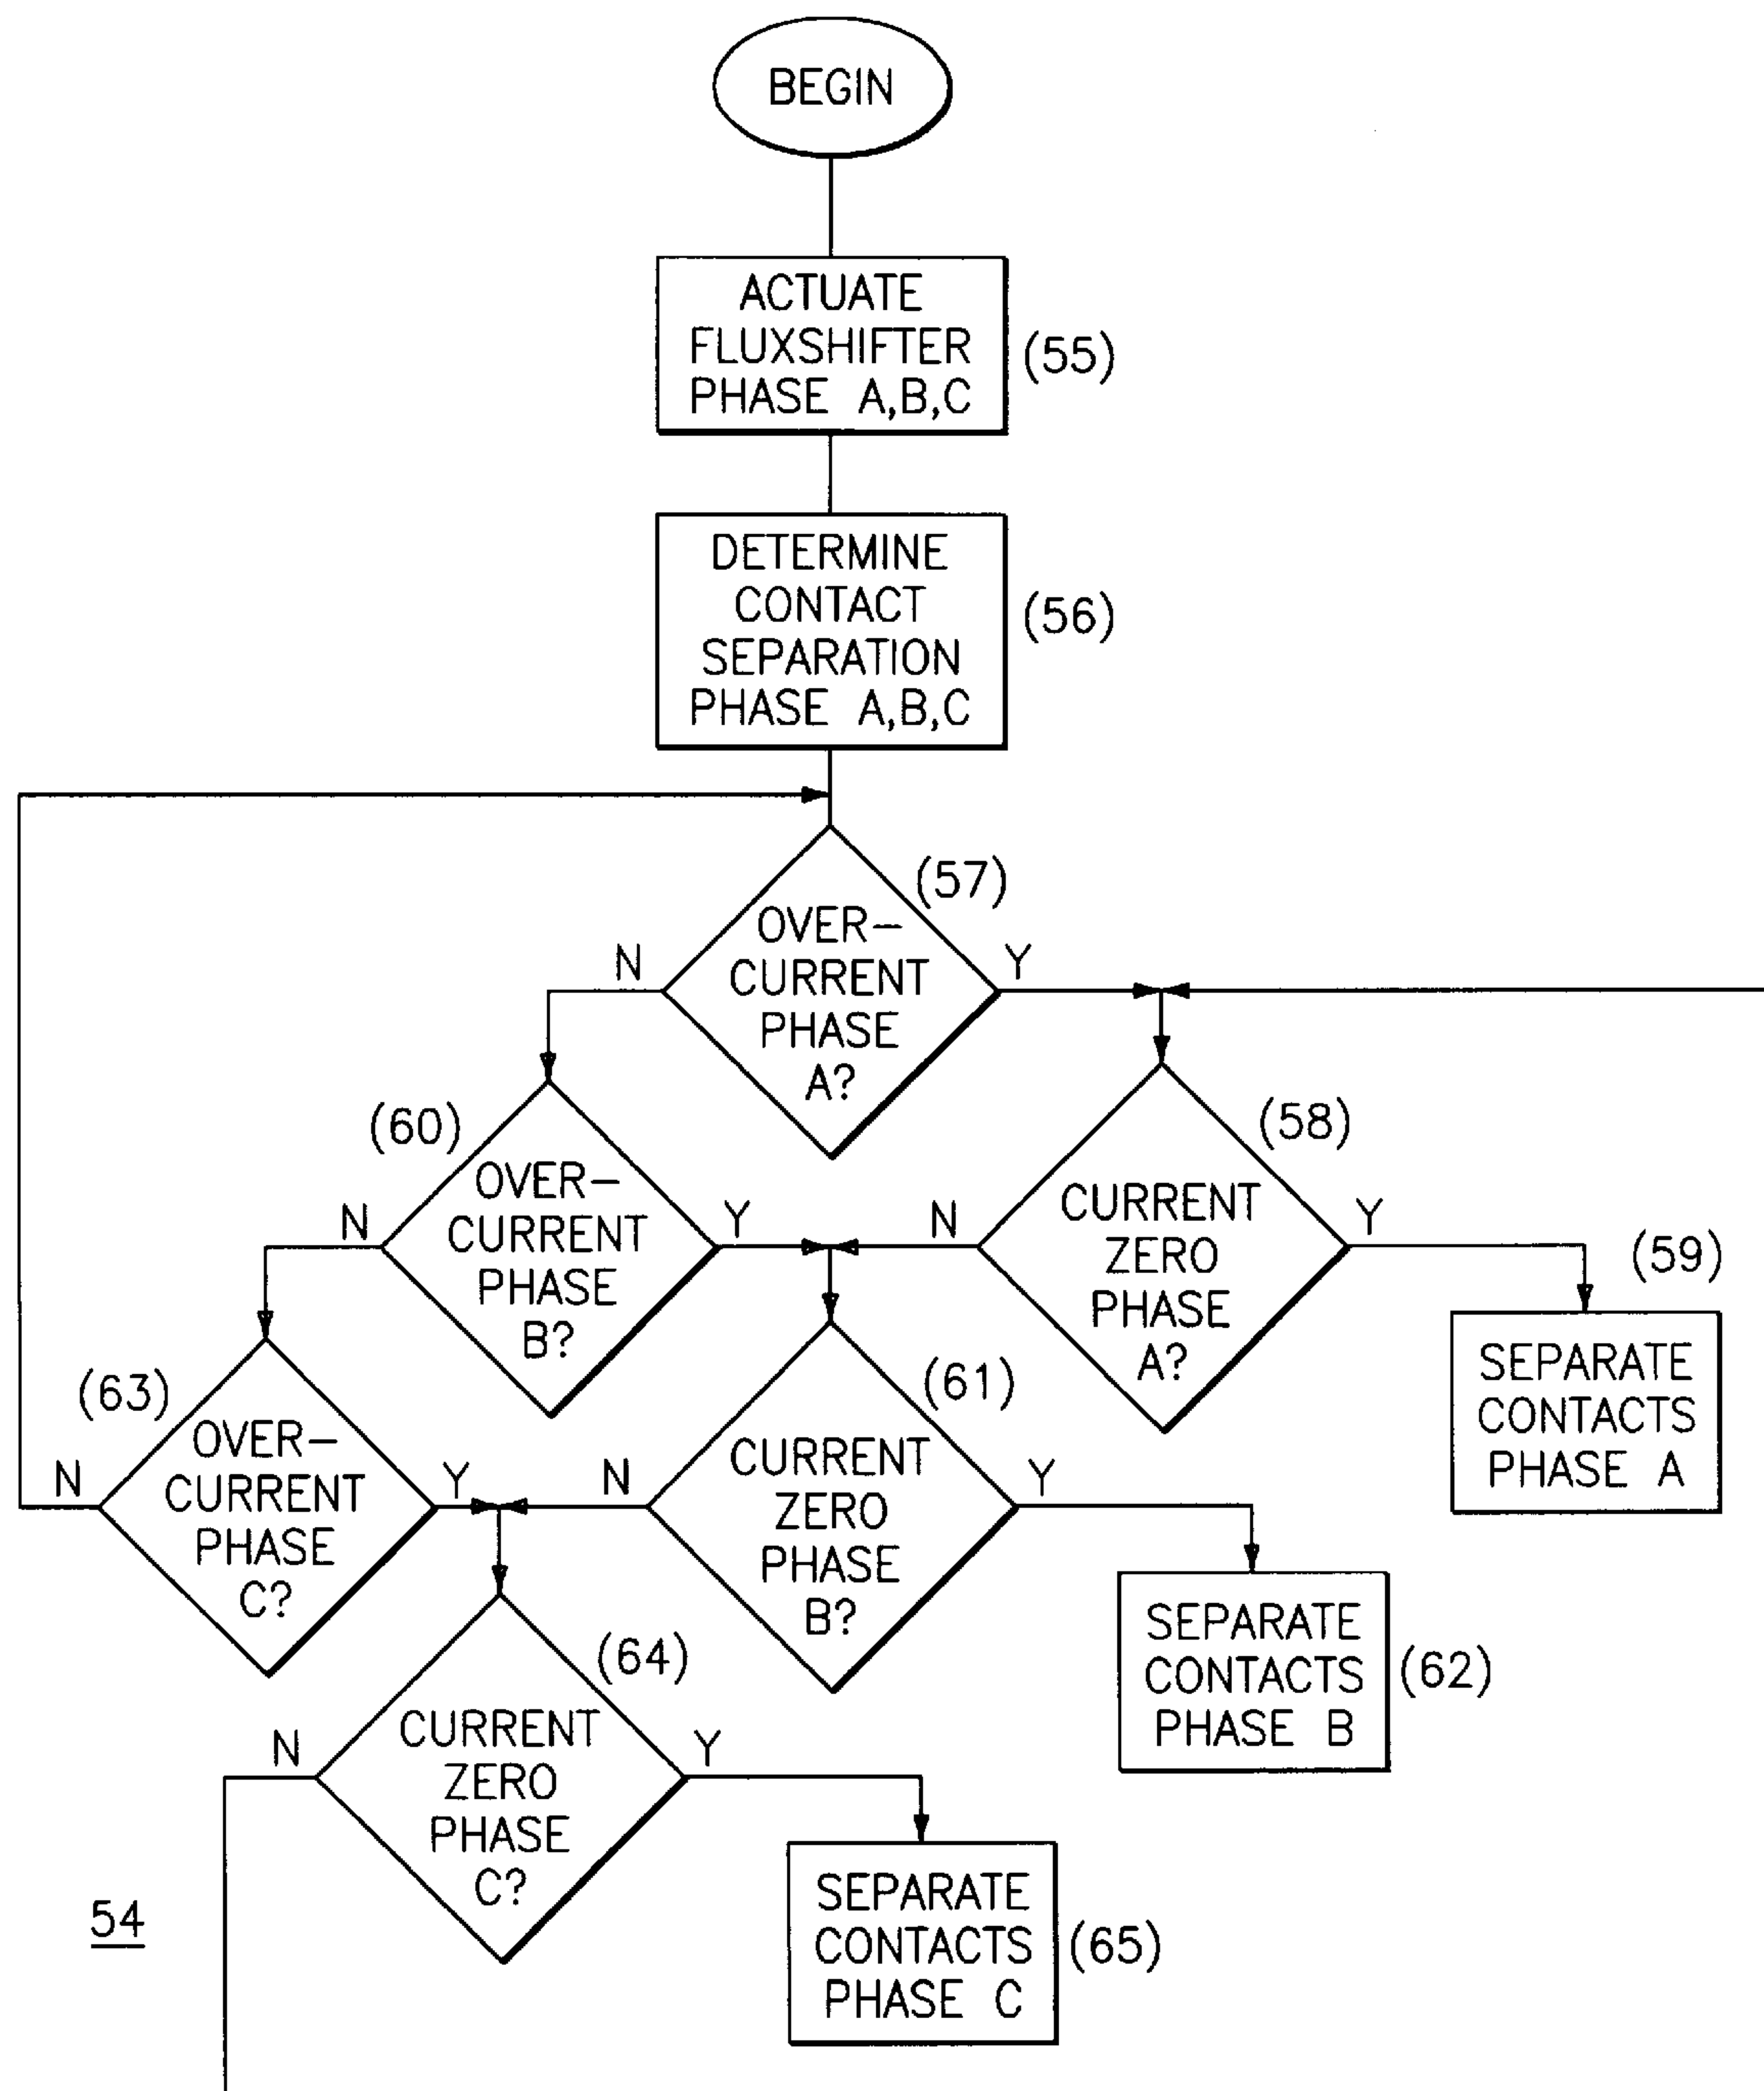 BEGIN
ACTUATE
FLUXSHIFTER
PHASE A,B,C
(55)
DETERMINE
CONTACT
SEPARATION
PHASE A,B,C
(56)
(57)
OVER-
CURRENT
PHASE
A?
N
Y
(60)
OVER-
CURRENT
PHASE
B?
N
Y
(58)
CURRENT
ZERO
PHASE
A?
N
Y
(59)
SEPARATE
CONTACTS
PHASE A
(63)
OVER-
CURRENT
PHASE
C?
N
Y
(61)
CURRENT
ZERO
PHASE
B?
N
Y
SEPARATE
CONTACTS
PHASE B
(62)
(64)
CURRENT
ZERO
PHASE
C?
N
Y
SEPARATE
CONTACTS
PHASE C
(65)
54